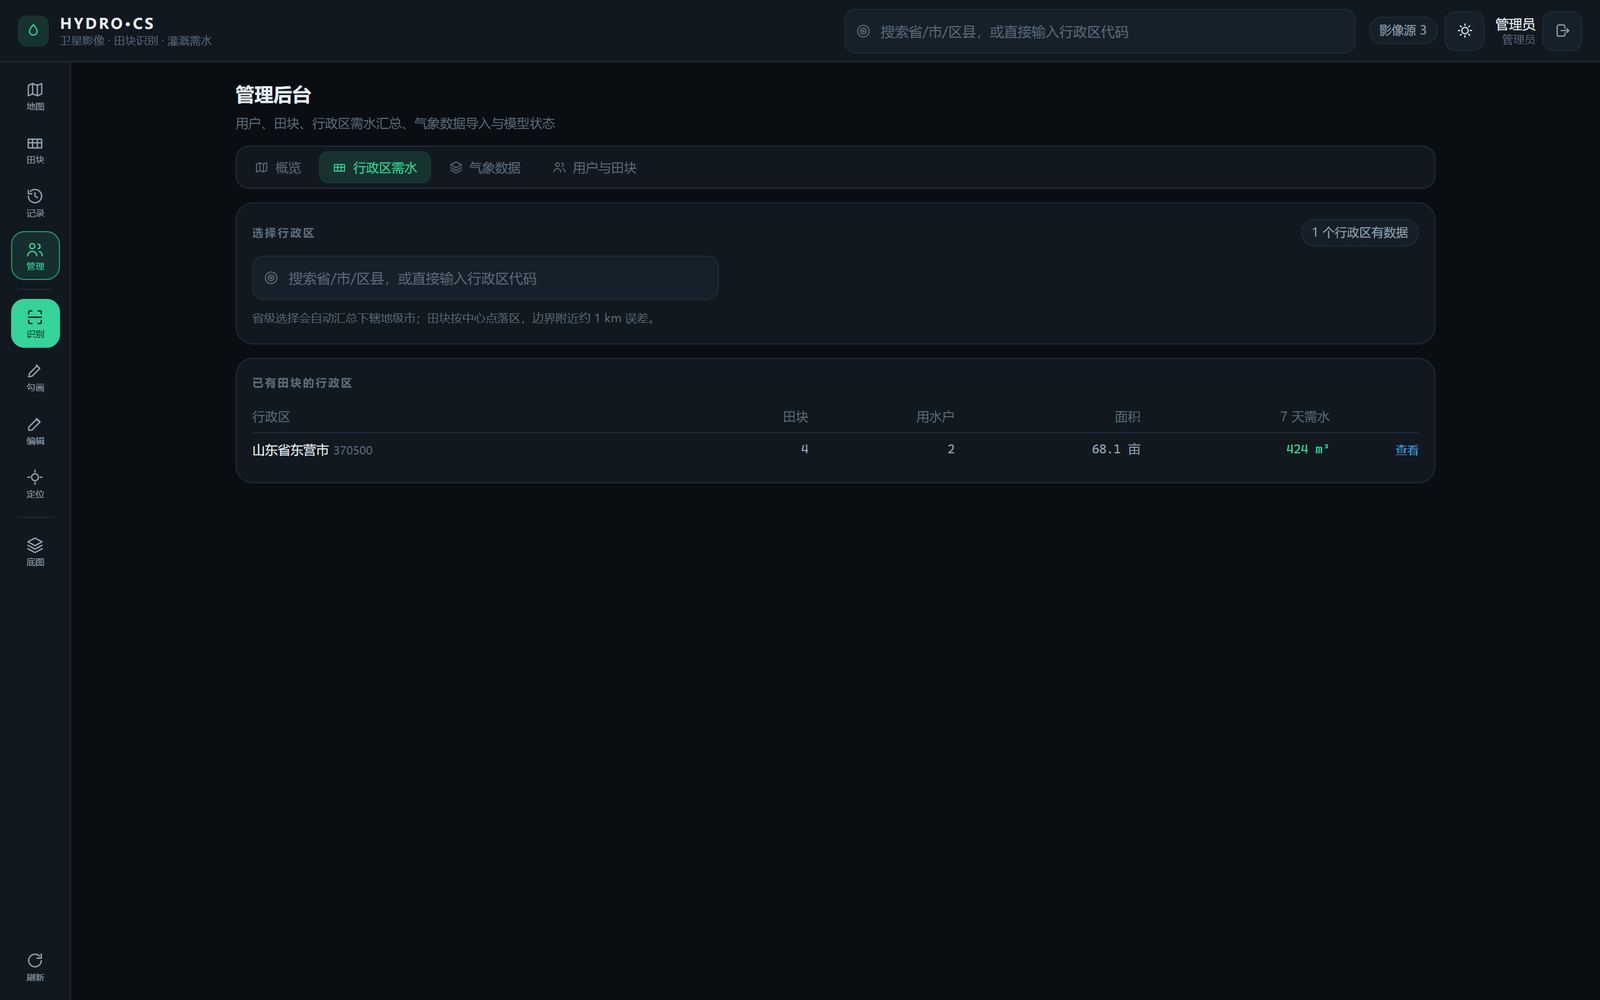 HYDRO•CS
卫星影像 · 田块识别 · 灌溉需水
搜索省/市/区县，或直接输入行政区代码
影像源 3
管理员
管理员
地图
田块
记录
管理
识别
勾画
编辑
定位
底图
刷新
管理后台
用户、田块、行政区需水汇总、气象数据导入与模型状态
概览 行政区需水 气象数据 用户与田块
选择行政区
1 个行政区有数据
搜索省/市/区县，或直接输入行政区代码
省级选择会自动汇总下辖地级市；田块按中心点落区，边界附近约 1 km 误差。
已有田块的行政区
行政区 田块 用水户 面积 7 天需水
山东省东营市 370500 4 2 68.1 亩 424 m³ 查看